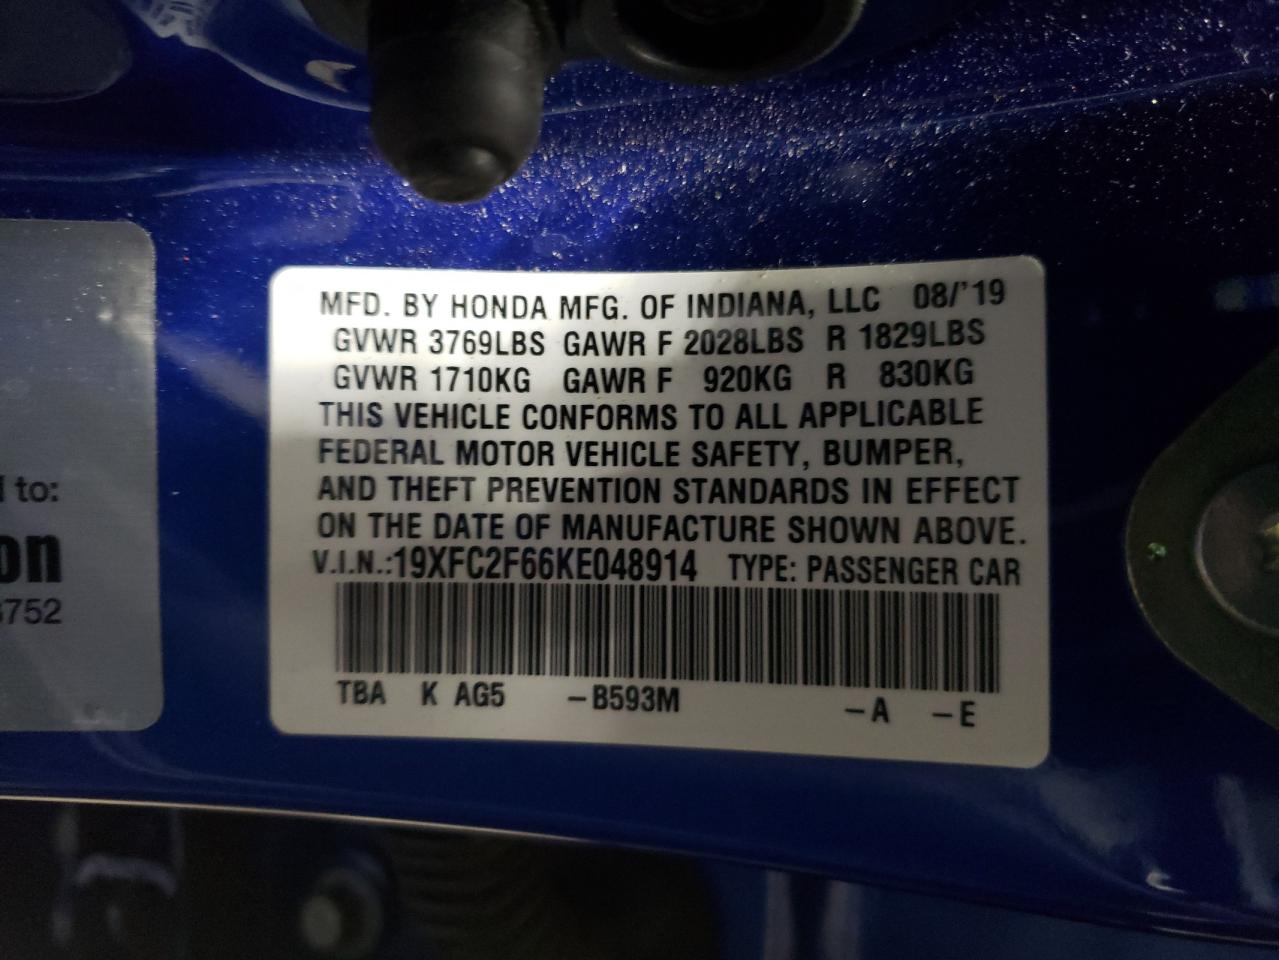 MFD. BY HONDA MFG. OF INDIANA, LLC 08/'19
GVWR 3769LBS GAWR F 2028LBS R 1829LBS
GVWR 1710KG GAWR F 920KG R 830KG
THIS VEHICLE CONFORMS TO ALL APPLICABLE
FEDERAL MOTOR VEHICLE SAFETY, BUMPER,
AND THEFT PREVENTION STANDARDS IN EFFECT
ON THE DATE OF MANUFACTURE SHOWN ABOVE.
V.I.N.:19XFC2F66KE048914 TYPE: PASSENGER CAR
TBA K AG5 -B593M -A -E
to:
on
752